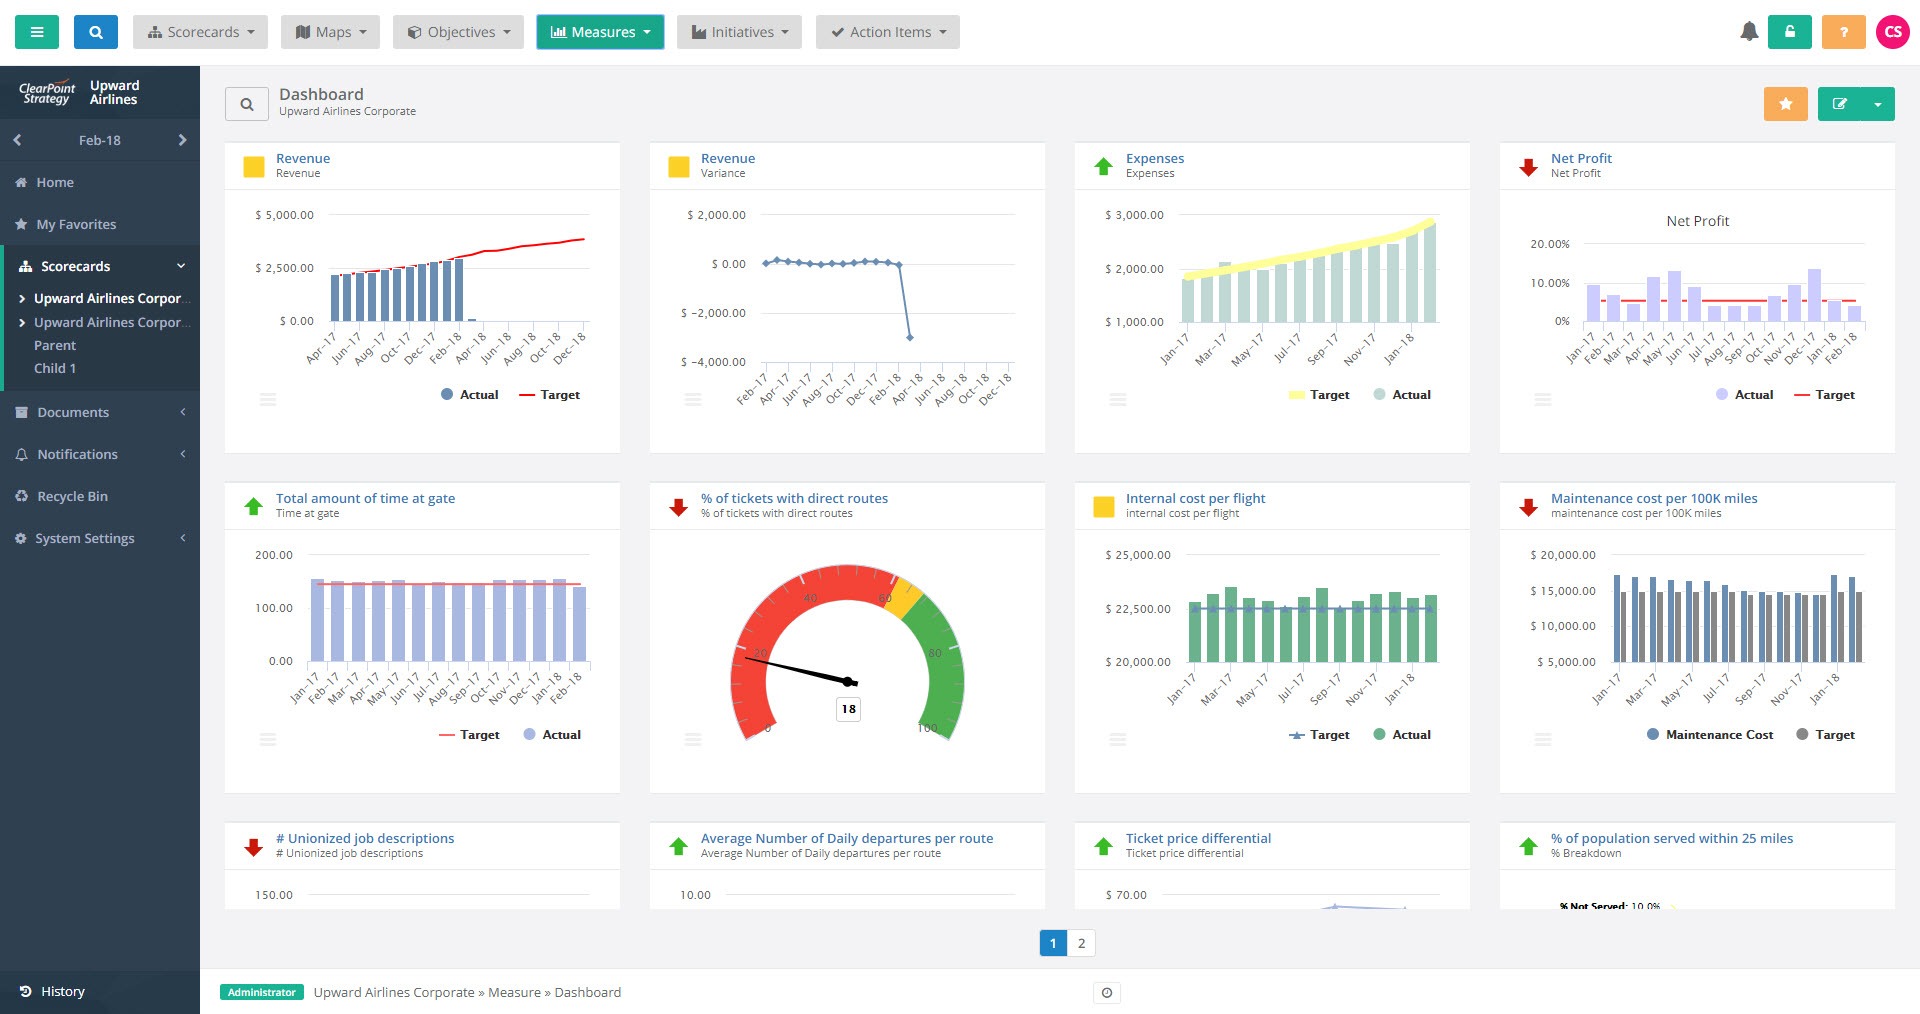 Scorecards
Maps
Objectives
Measures
Initiatives
Action Items
?
CS
ClearPoint Strategy
Upward Airlines
Feb-18
Home
My Favorites
Scorecards
Upward Airlines Corpor...
Upward Airlines Corpor...
Parent
Child 1
Documents
Notifications
Recycle Bin
System Settings
History
Dashboard
Upward Airlines Corporate
Revenue
Revenue
$ 5,000.00
$ 2,500.00
$ 0.00
Apr-17 Jun-17 Aug-17 Oct-17 Dec-17 Feb-18 Apr-18 Jun-18 Aug-18 Oct-18 Dec-18
Actual Target
Revenue
Variance
$ 2,000.00
$ 0.00
$ -2,000.00
$ -4,000.00
Feb-17 Apr-17 Jun-17 Aug-17 Oct-17 Dec-17 Feb-18 Apr-18 Jun-18 Aug-18 Oct-18 Dec-18
Expenses
Expenses
$ 3,000.00
$ 2,000.00
$ 1,000.00
Jan-17 Mar-17 May-17 Jul-17 Sep-17 Nov-17 Jan-18
Target Actual
Net Profit
Net Profit
Net Profit
20.00%
10.00%
0%
Jan-17 Feb-17 Mar-17 Apr-17 May-17 Jun-17 Jul-17 Aug-17 Sep-17 Oct-17 Nov-17 Dec-17 Jan-18 Feb-18
Actual Target
Total amount of time at gate
Time at gate
200.00
100.00
0.00
Jan-17 Feb-17 Mar-17 Apr-17 May-17 Jun-17 Jul-17 Aug-17 Sep-17 Oct-17 Nov-17 Dec-17 Jan-18 Feb-18
Target Actual
% of tickets with direct routes
% of tickets with direct routes
0 20 40 60 80 100
18
Internal cost per flight
internal cost per flight
$ 25,000.00
$ 22,500.00
$ 20,000.00
Jan-17 Mar-17 May-17 Jul-17 Sep-17 Nov-17 Jan-18
Target Actual
Maintenance cost per 100K miles
maintenance cost per 100K miles
$ 20,000.00
$ 15,000.00
$ 10,000.00
$ 5,000.00
Jan-17 Mar-17 May-17 Jul-17 Sep-17 Nov-17 Jan-18
Maintenance Cost Target
# Unionized job descriptions
# Unionized job descriptions
150.00
Average Number of Daily departures per route
Average Number of Daily departures per route
10.00
Ticket price differential
Ticket price differential
$ 70.00
% of population served within 25 miles
% Breakdown
% Not Served: 10.0%
1 2
Administrator Upward Airlines Corporate » Measure » Dashboard